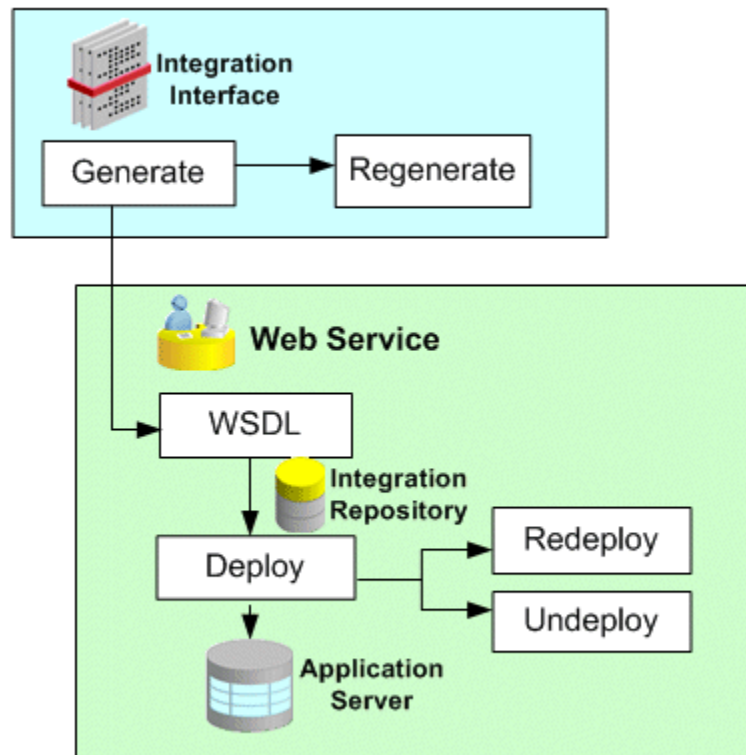 Integration
Interface
Generate
Regenerate
Web Service
WSDL
Integration
Repository
Deploy
Redeploy
Undeploy
Application
Server